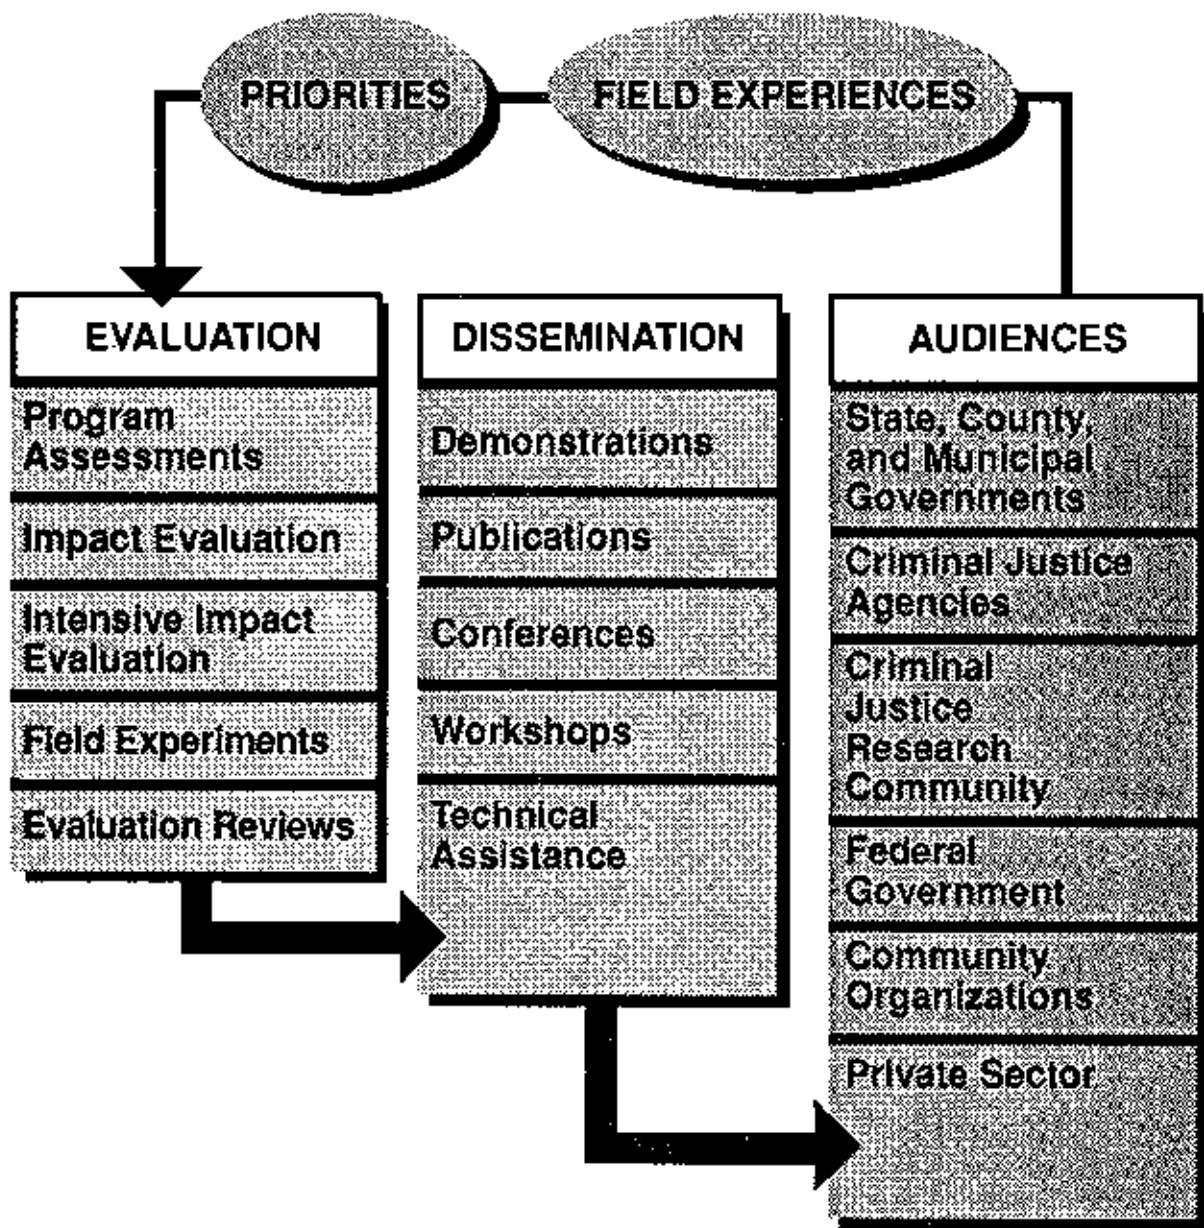 PRIORITIES
FIELD EXPERIENCES
EVALUATION
Program
Assessments
Impact Evaluation
Intensive Impact
Evaluation
Field Experiments
Evaluation Reviews
DISSEMINATION
Demonstrations
Publications
Conferences
Workshops
Technical
Assistance
AUDIENCES
State, County,
and Municipal
Governments
Criminal Justice
Agencies
Criminal
Justice
Research
Community
Federal
Government
Community
Organizations
Private Sector